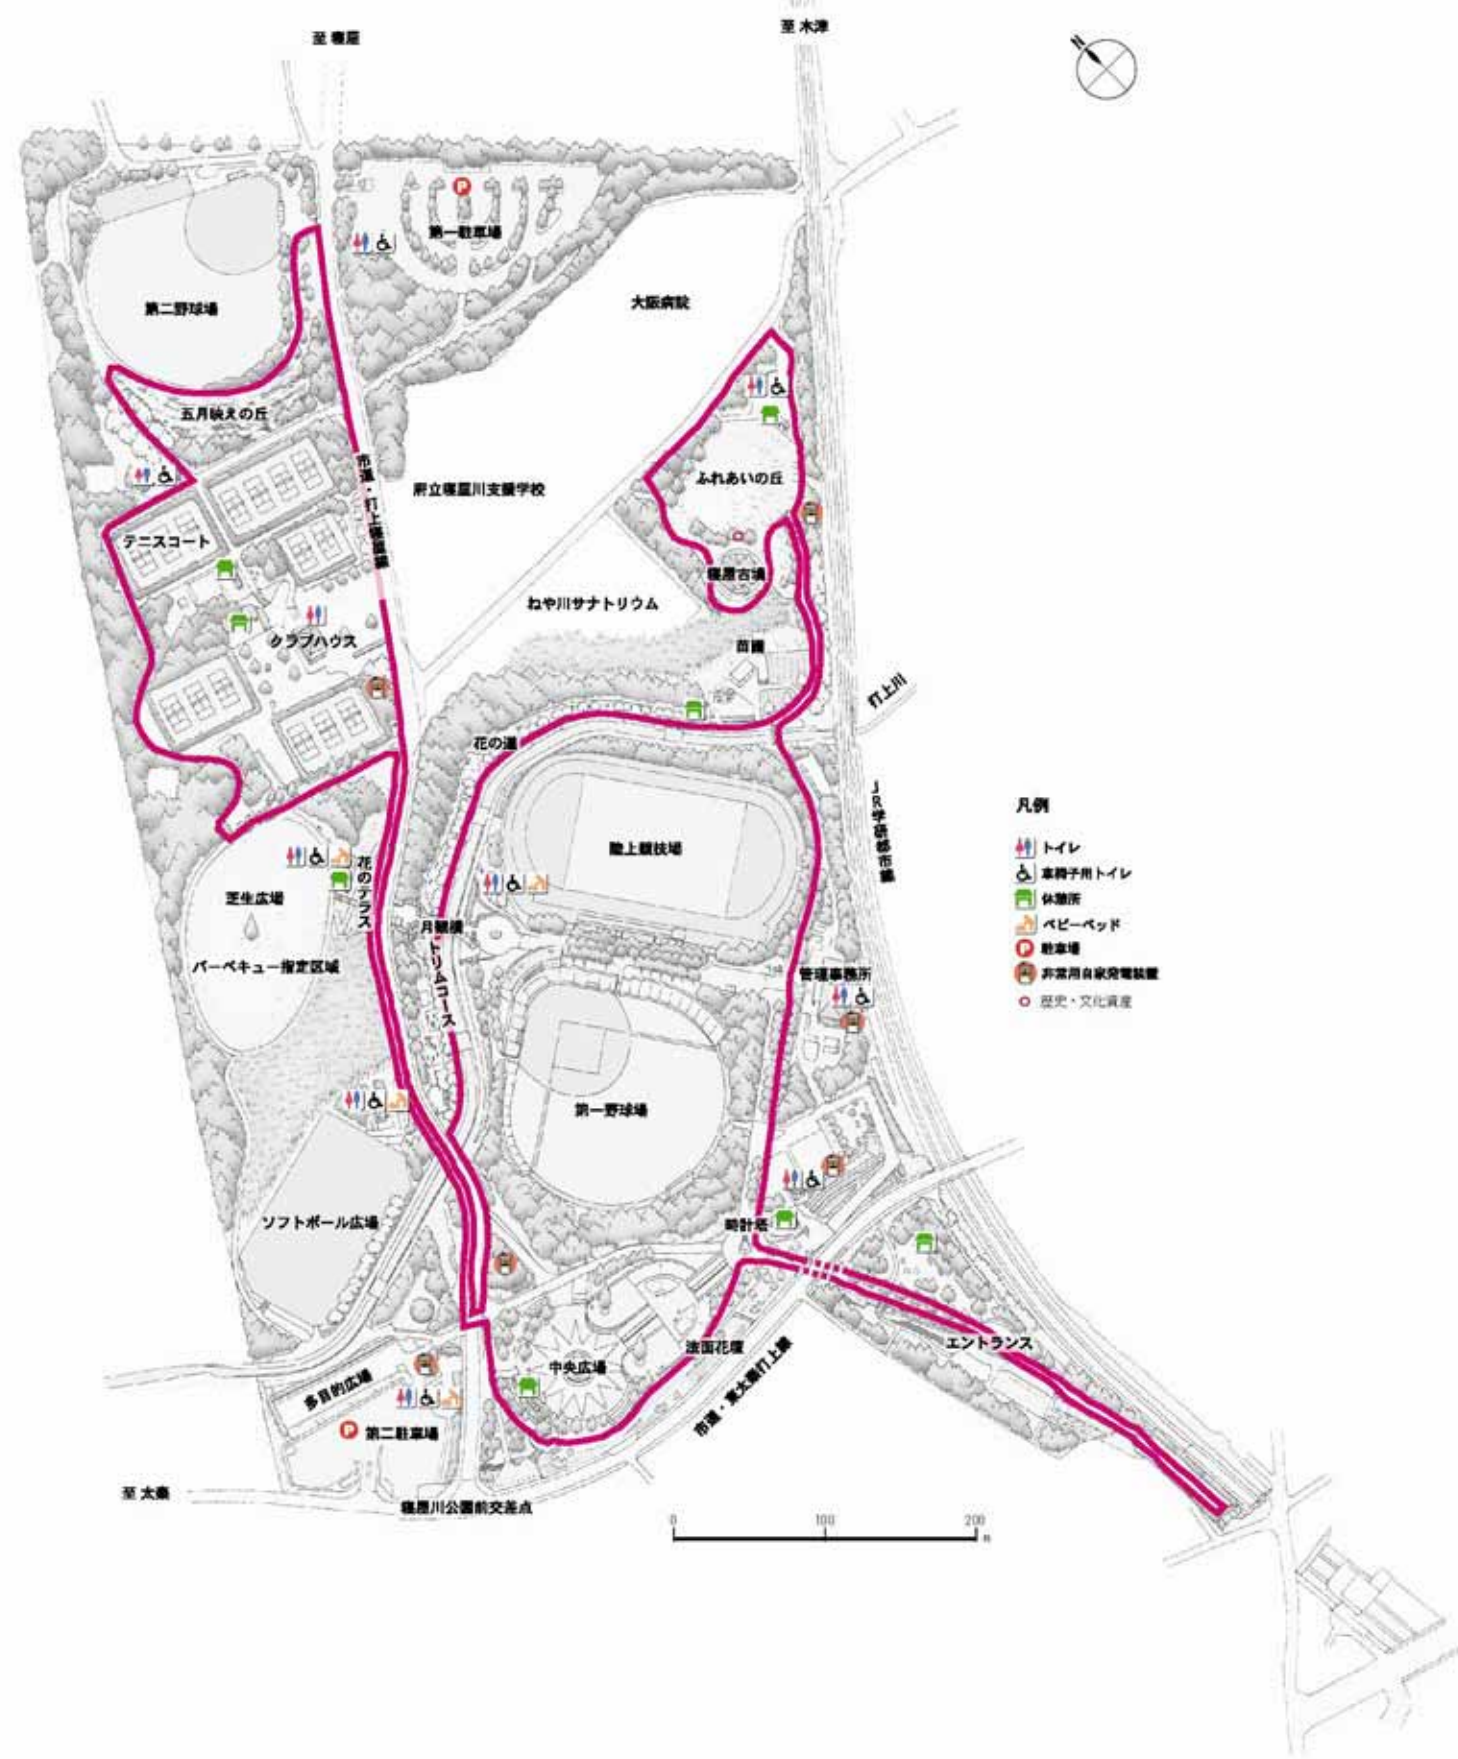 至 寝屋
至 木津
N
第一駐車場
第二野球場
大阪病院
五月映えの丘
ふれあいの丘
市道・打上高塚線
府立寝屋川支援学校
テニスコート
寝屋古墳
ねや川サナトリウム
クラブハウス
苗圃
打上川
花の道
JR学研都市線
陸上競技場
花のテラス
芝生広場
月観橋
トリムコース
バーベキュー指定区域
管理事務所
第一野球場
ソフトボール広場
時計塔
エントランス
法面花壇
中央広場
多目的広場
市道・東太秦打上線
第二駐車場
至 太秦
寝屋川公園前交差点
0 100 200 m
凡例
トイレ
車椅子用トイレ
休憩所
ベビーベッド
P 駐車場
非常用自家発電装置
歴史・文化資産